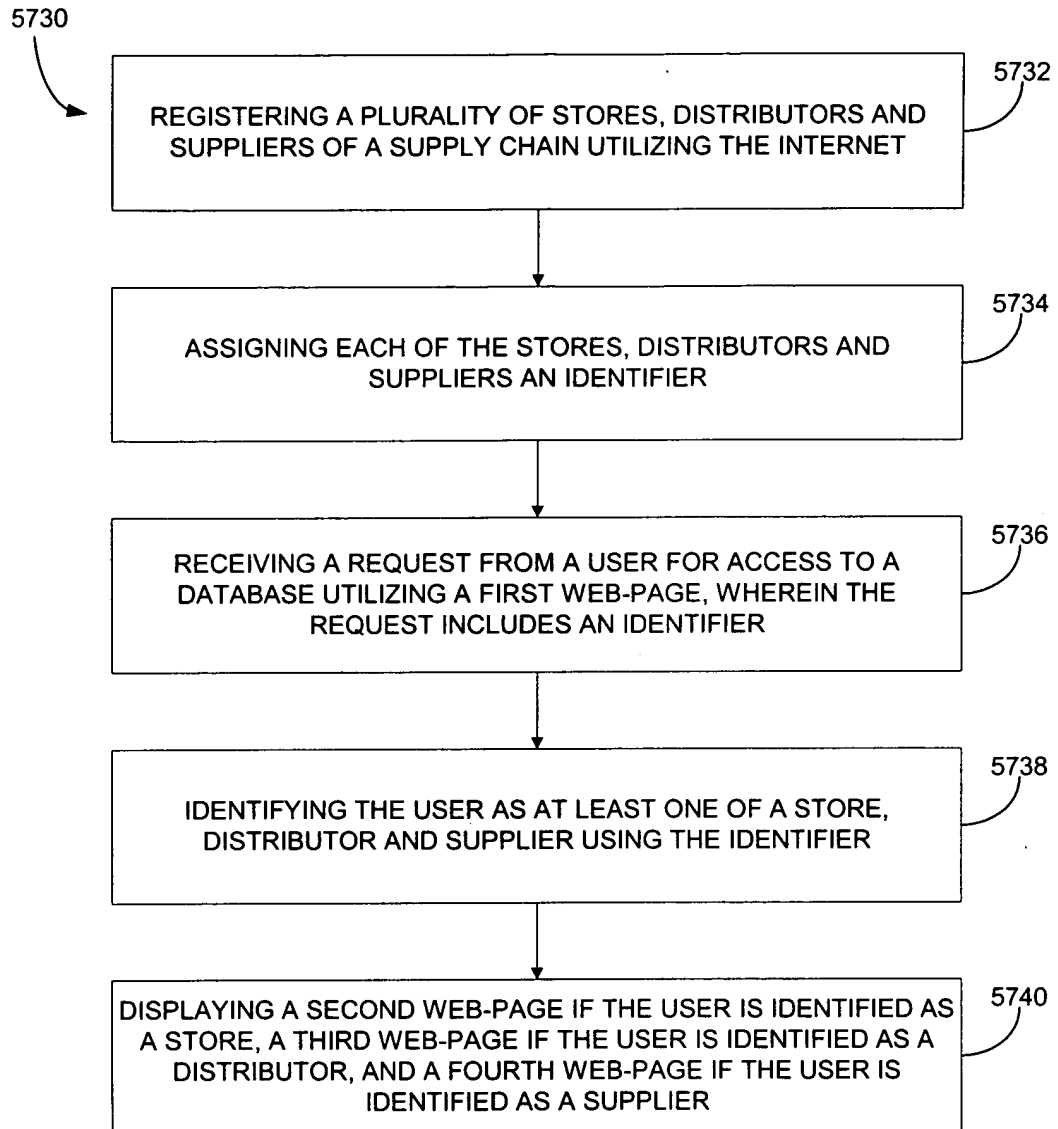 5730
5732
REGISTERING A PLURALITY OF STORES, DISTRIBUTORS AND
SUPPLIERS OF A SUPPLY CHAIN UTILIZING THE INTERNET
5734
ASSIGNING EACH OF THE STORES, DISTRIBUTORS AND
SUPPLIERS AN IDENTIFIER
5736
RECEIVING A REQUEST FROM A USER FOR ACCESS TO A
DATABASE UTILIZING A FIRST WEB-PAGE, WHEREIN THE
REQUEST INCLUDES AN IDENTIFIER
5738
IDENTIFYING THE USER AS AT LEAST ONE OF A STORE,
DISTRIBUTOR AND SUPPLIER USING THE IDENTIFIER
5740
DISPLAYING A SECOND WEB-PAGE IF THE USER IS IDENTIFIED AS
A STORE, A THIRD WEB-PAGE IF THE USER IS IDENTIFIED AS A
DISTRIBUTOR, AND A FOURTH WEB-PAGE IF THE USER IS
IDENTIFIED AS A SUPPLIER